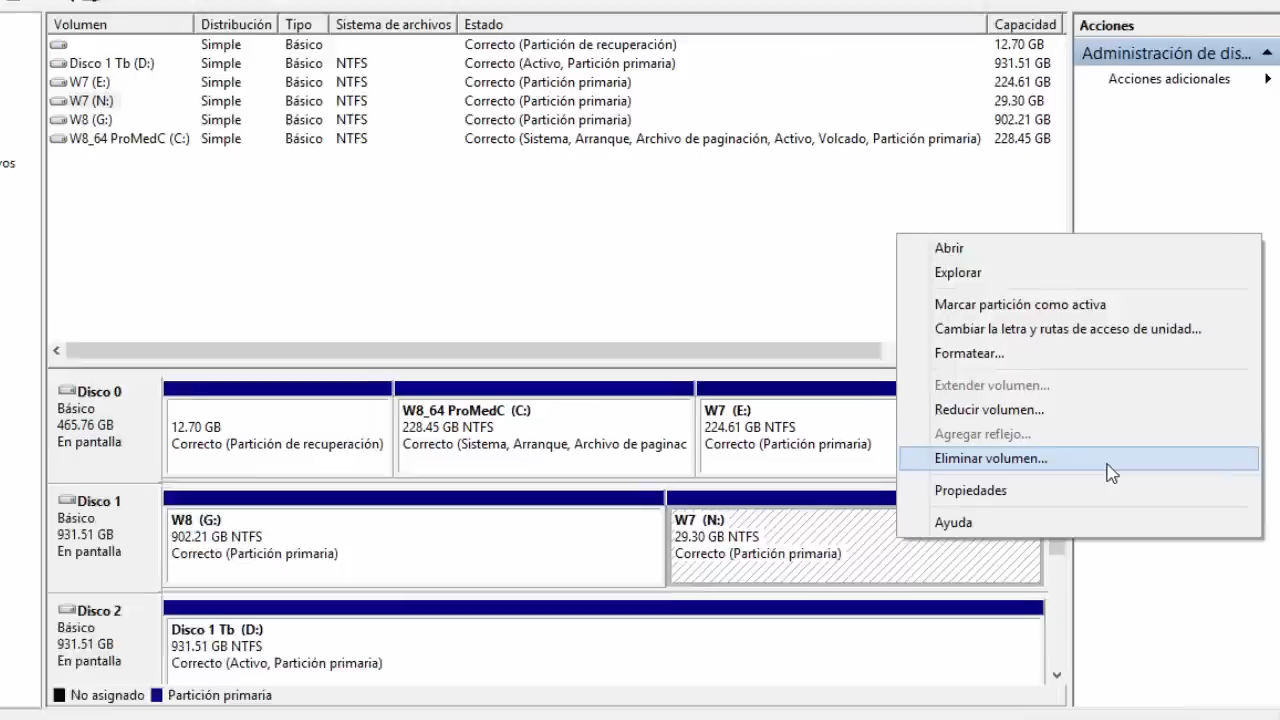 Volumen Distribución Tipo Sistema de archivos Estado Capacidad
Simple Básico Correcto (Partición de recuperación) 12.70 GB
Disco 1 Tb (D:) Simple Básico NTFS Correcto (Activo, Partición primaria) 931.51 GB
W7 (E:) Simple Básico NTFS Correcto (Partición primaria) 224.61 GB
W7 (N:) Simple Básico NTFS Correcto (Partición primaria) 29.30 GB
W8 (G:) Simple Básico NTFS Correcto (Partición primaria) 902.21 GB
W8_64 ProMedC (C:) Simple Básico NTFS Correcto (Sistema, Arranque, Archivo de paginación, Activo, Volcado, Partición primaria) 228.45 GB
vos
Acciones
Administración de dis...
Acciones adicionales
Abrir
Explorar
Marcar partición como activa
Cambiar la letra y rutas de acceso de unidad...
Formatear...
Extender volumen...
Reducir volumen...
Agregar reflejo...
Eliminar volumen...
Propiedades
Ayuda
Disco 0
Básico
465.76 GB
En pantalla
12.70 GB
Correcto (Partición de recuperación)
W8_64 ProMedC (C:)
228.45 GB NTFS
Correcto (Sistema, Arranque, Archivo de paginac
W7 (E:)
224.61 GB NTFS
Correcto (Partición primaria)
Disco 1
Básico
931.51 GB
En pantalla
W8 (G:)
902.21 GB NTFS
Correcto (Partición primaria)
W7 (N:)
29.30 GB NTFS
Correcto (Partición primaria)
Disco 2
Básico
931.51 GB
En pantalla
Disco 1 Tb (D:)
931.51 GB NTFS
Correcto (Activo, Partición primaria)
No asignado Partición primaria